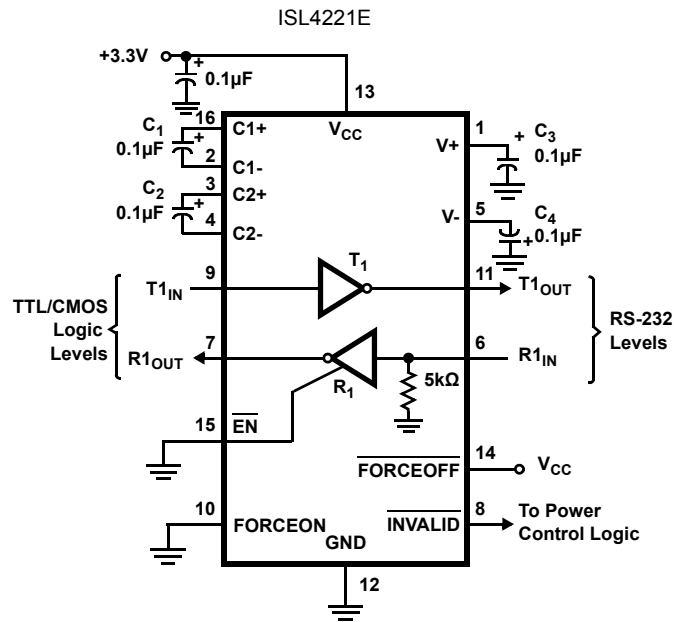 ISL4221E
+3.3V
+
0.1µF
13
16
C1+
VCC
1
C1
0.1µF
+
V+
+
C3
0.1µF
2
C1-
3
C2
0.1µF
+
C2+
4
C2-
5
V-
C4
+
0.1µF
9
T1
11
T1IN
T1OUT
TTL/CMOS
Logic
Levels
RS-232
Levels
7
6
R1OUT
R1IN
R1
5kΩ
15
EN
14
FORCEOFF
VCC
10
FORCEON
8
INVALID
To Power
Control Logic
GND
12